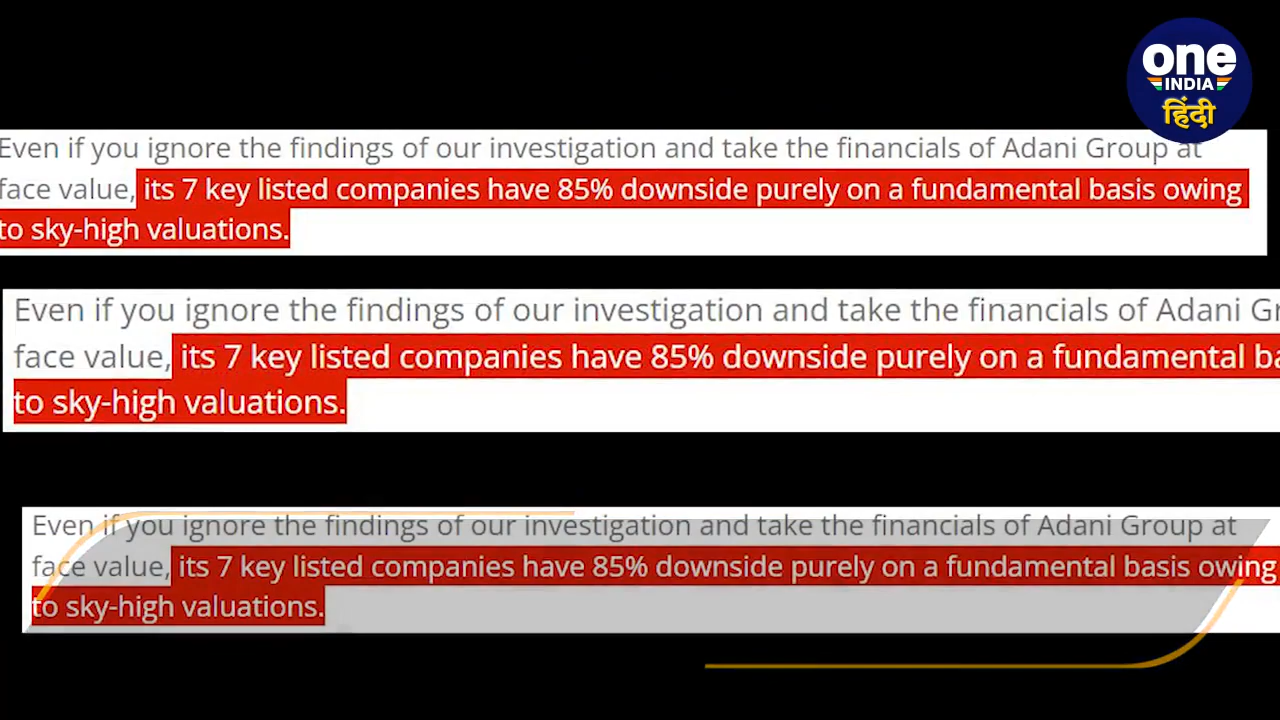 one
INDIA
हिंदी
Even if you ignore the findings of our investigation and take the financials of Adani Group at
face value, its 7 key listed companies have 85% downside purely on a fundamental basis owing
to sky-high valuations.
Even if you ignore the findings of our investigation and take the financials of Adani
face value, its 7 key listed companies have 85% downside purely on a fundamental
to sky-high valuations.
Even if you ignore the findings of our investigation and take the financials of Adani Group at
face value, its 7 key listed companies have 85% downside purely on a fundamental basis owing
to sky-high valuations.